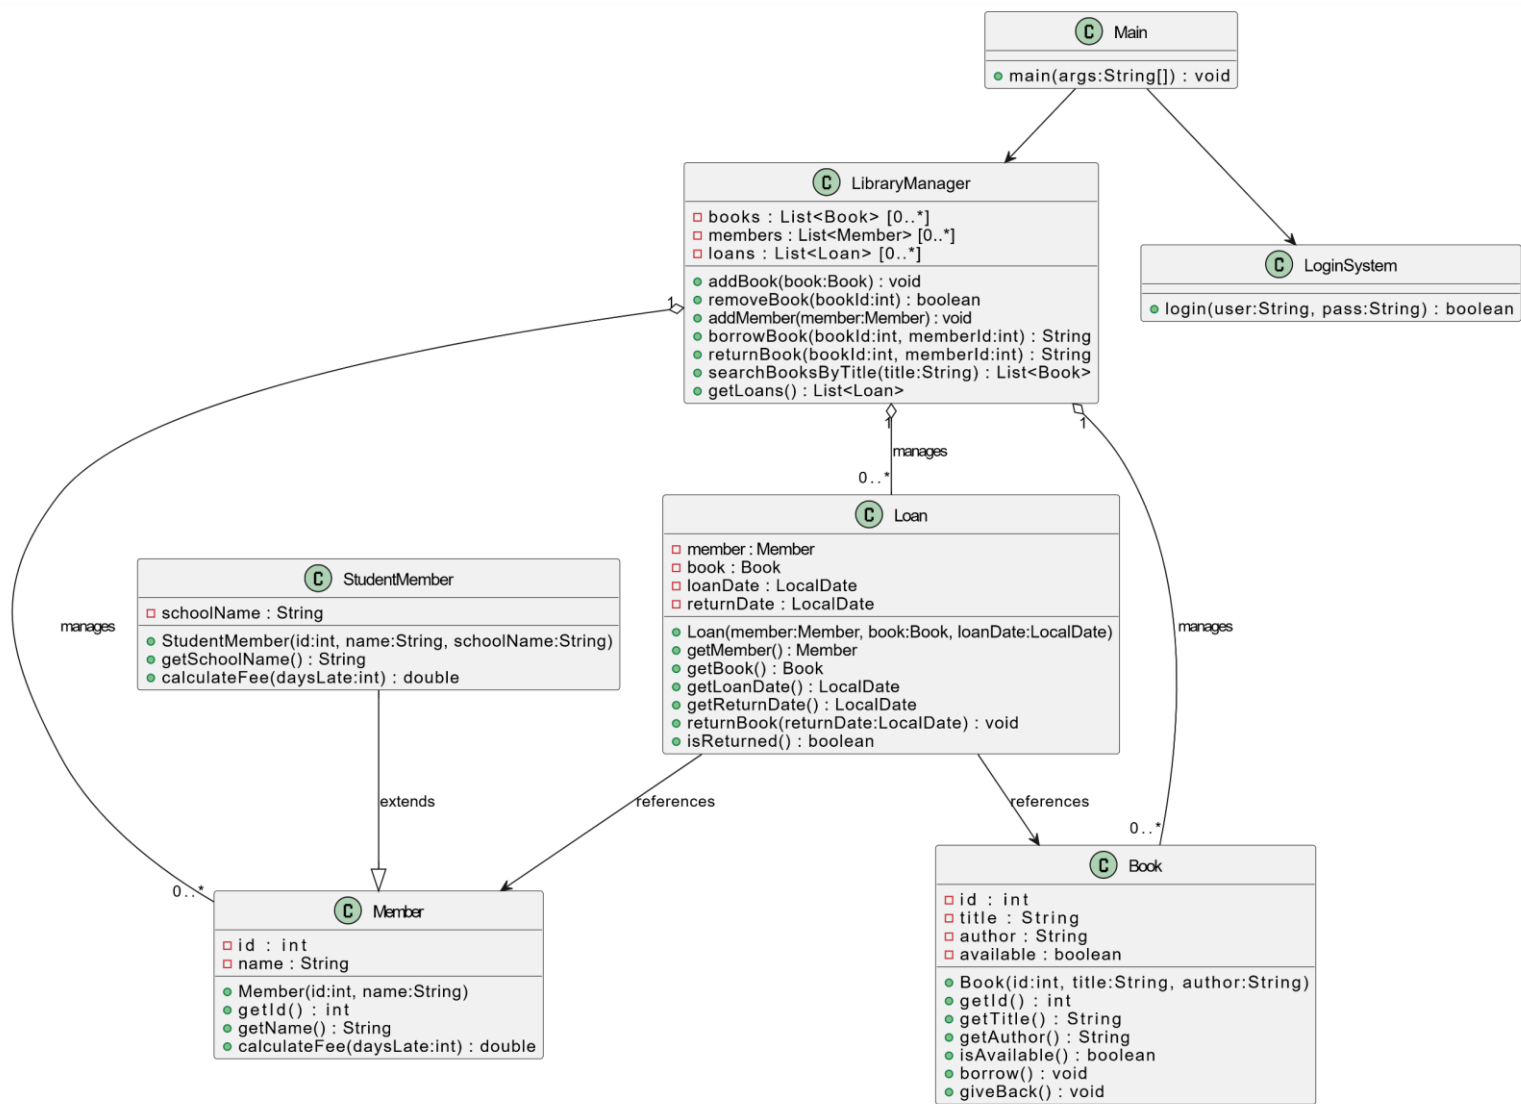 C Main
main(args:String[]) : void
C LibraryManager
books : List<Book> [0..*]
members : List<Member> [0..*]
loans : List<Loan> [0..*]
addBook(book:Book) : void
removeBook(bookId:int) : boolean
addMember(member:Member) : void
borrowBook(bookId:int, memberId:int) : String
returnBook(bookId:int, memberId:int) : String
searchBooksByTitle(title:String) : List<Book>
getLoans() : List<Loan>
C LoginSystem
login(user:String, pass:String) : boolean
1
1
1
manages
0..*
C Loan
member : Member
book : Book
loanDate : LocalDate
returnDate : LocalDate
Loan(member:Member, book:Book, loanDate:LocalDate)
getMember() : Member
getBook() : Book
getLoanDate() : LocalDate
getReturnDate() : LocalDate
returnBook(returnDate:LocalDate) : void
isReturned() : boolean
C StudentMember
schoolName : String
StudentMember(id:int, name:String, schoolName:String)
getSchoolName() : String
calculateFee(daysLate:int) : double
manages
manages
extends
references
references
0..*
0..*
C Member
id : int
name : String
Member(id:int, name:String)
getId() : int
getName() : String
calculateFee(daysLate:int) : double
C Book
id : int
title : String
author : String
available : boolean
Book(id:int, title:String, author:String)
getId() : int
getTitle() : String
getAuthor() : String
isAvailable() : boolean
borrow() : void
giveBack() : void